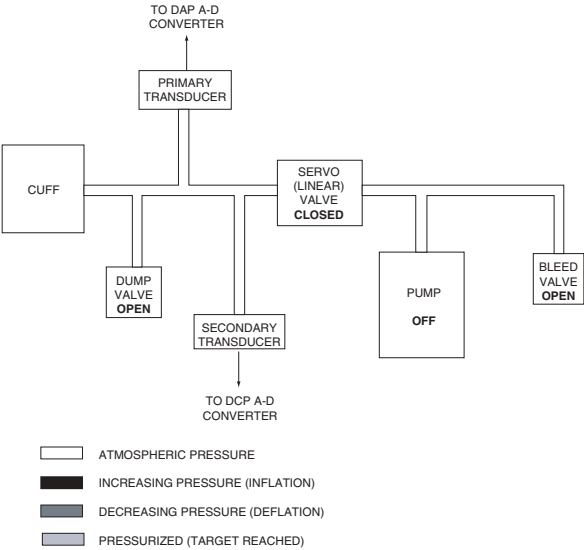 TO DAP A-D
CONVERTER
PRIMARY
TRANSDUCER
CUFF
SERVO
(LINEAR)
VALVE
CLOSED
DUMP
VALVE
OPEN
SECONDARY
TRANSDUCER
PUMP
OFF
BLEED
VALVE
OPEN
TO DCP A-D
CONVERTER
ATMOSPHERIC PRESSURE
INCREASING PRESSURE (INFLATION)
DECREASING PRESSURE (DEFLATION)
PRESSURIZED (TARGET REACHED)